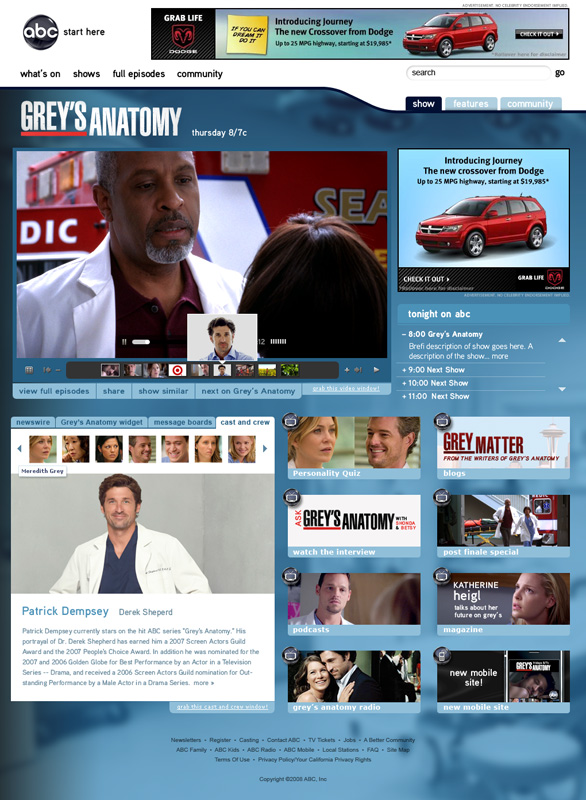 ADVERTISEMENT. NO CELEBRITY ENDORSEMENT IMPLIED.
abc
start here
GRAB LIFE
DODGE
IF YOU CAN
DREAM IT
DO IT
Introducing Journey
The new Crossover from Dodge
Up to 25 MPG highway, starting at $19,985*
CHECK IT OUT
*Rollover here for disclaimer
what's on shows full episodes community
search go
show features community
GREY'S ANATOMY
thursday 8/7c
DIC
SEA
Introducing Journey
The new crossover from Dodge
Up to 25 MPG highway, starting at $19,985*
CHECK IT OUT
*Rollover here for disclaimer
GRAB LIFE
DODGE
ADVERTISEMENT. NO CELEBRITY ENDORSEMENT IMPLIED.
tonight on abc
– 8:00 Grey's Anatomy
Brefi description of show goes here. A
description of the show... more
+ 9:00 Next Show
+ 10:00 Next Show
+ 11:00 Next Show
view full episodes share show similar next on Grey's Anatomy
grab this video window!
newswire Grey's Anatomy widget message boards cast and crew
Meredith Grey
Patrick Dempsey Derek Sheperd
Patrick Dempsey currently stars on the hit ABC series "Grey's Anatomy." His
portrayal of Dr. Derek Shepherd has earned him a 2007 Screen Actors Guild
Award and the 2007 People's Choice Award. In addition he was nominated for the
2007 and 2006 Golden Globe for Best Performance by an Actor in a Television
Series -- Drama, and received a 2006 Screen Actors Guild nomination for Out-
standing Performance by a Male Actor in a Drama Series. more »
grab this cast and crew window!
Personality Quiz
GREY MATTER
FROM THE WRITERS OF GREY'S ANATOMY
blogs
ASK GREY'S ANATOMY WITH
SHONDA
& BETSY
watch the interview
post finale special
podcasts
KATHERINE
heigl
talks about her
future on grey's
magazine
grey's anatomy radio
new mobile
site!
GREY'S ANATOMY
new mobile site
Newsletters • Register • Casting • Contact ABC • TV Tickets • Jobs • A Better Community
ABC Family • ABC Kids • ABC Radio • ABC Mobile • Local Stations • FAQ • Site Map
Terms Of Use • Privacy Policy/Your California Privacy Rights
Copyright ©2008 ABC, Inc